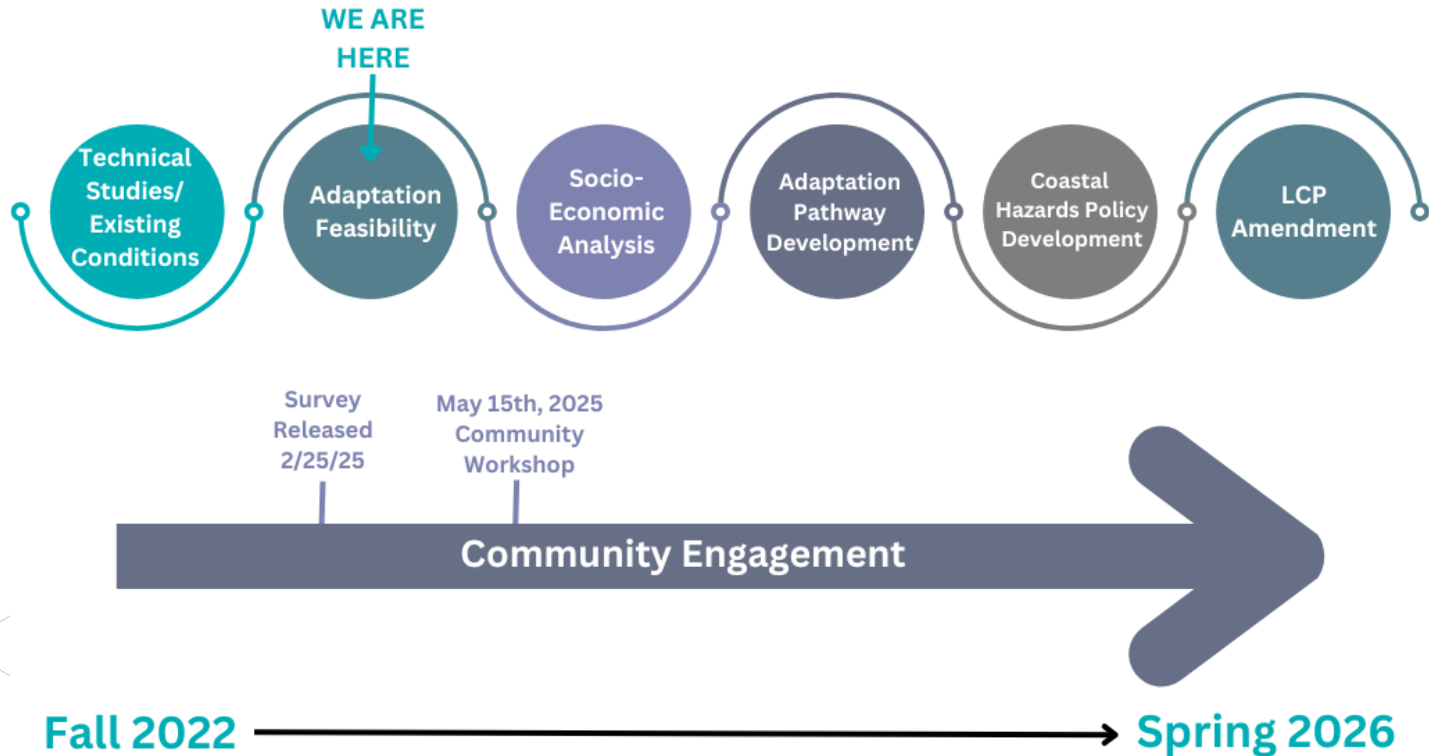 WE ARE
HERE
Technical
Studies/
Existing
Conditions
Adaptation
Feasibility
Socio-
Economic
Analysis
Adaptation
Pathway
Development
Coastal
Hazards Policy
Development
LCP
Amendment
Survey
Released
2/25/25
May 15th, 2025
Community
Workshop
Community Engagement
Fall 2022
Spring 2026